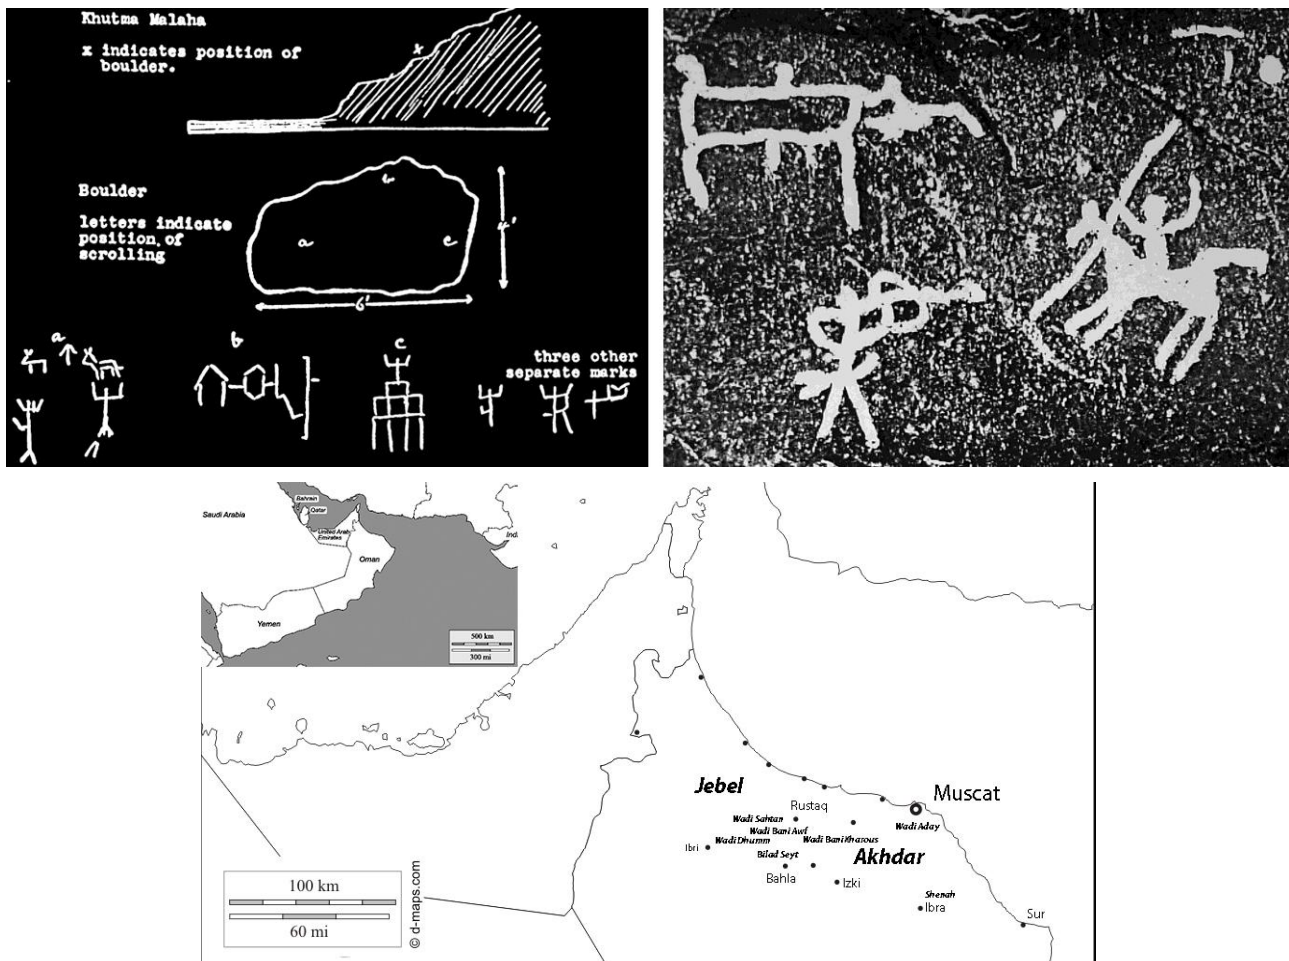 Khutma Malaha
x indicates position of
boulder.
x
Boulder
letters indicate
position of
scrolling
b
a
c
4'
6'
a
b
c
three other
separate marks
Saudi Arabia
Bahrain
Qatar
United Arab
Emirates
Oman
Yemen
Indi
500 km
300 mi
Jebel
Muscat
Rustaq
Wadi Sahtan
Wadi Bani Awf
Wadi Aday
Wadi Dhumm
Wadi Bani Kharous
Ibri
Bilad Seyt
Akhdar
Bahla
Izki
Shenah
Ibra
Sur
100 km
60 mi
© d-maps.com